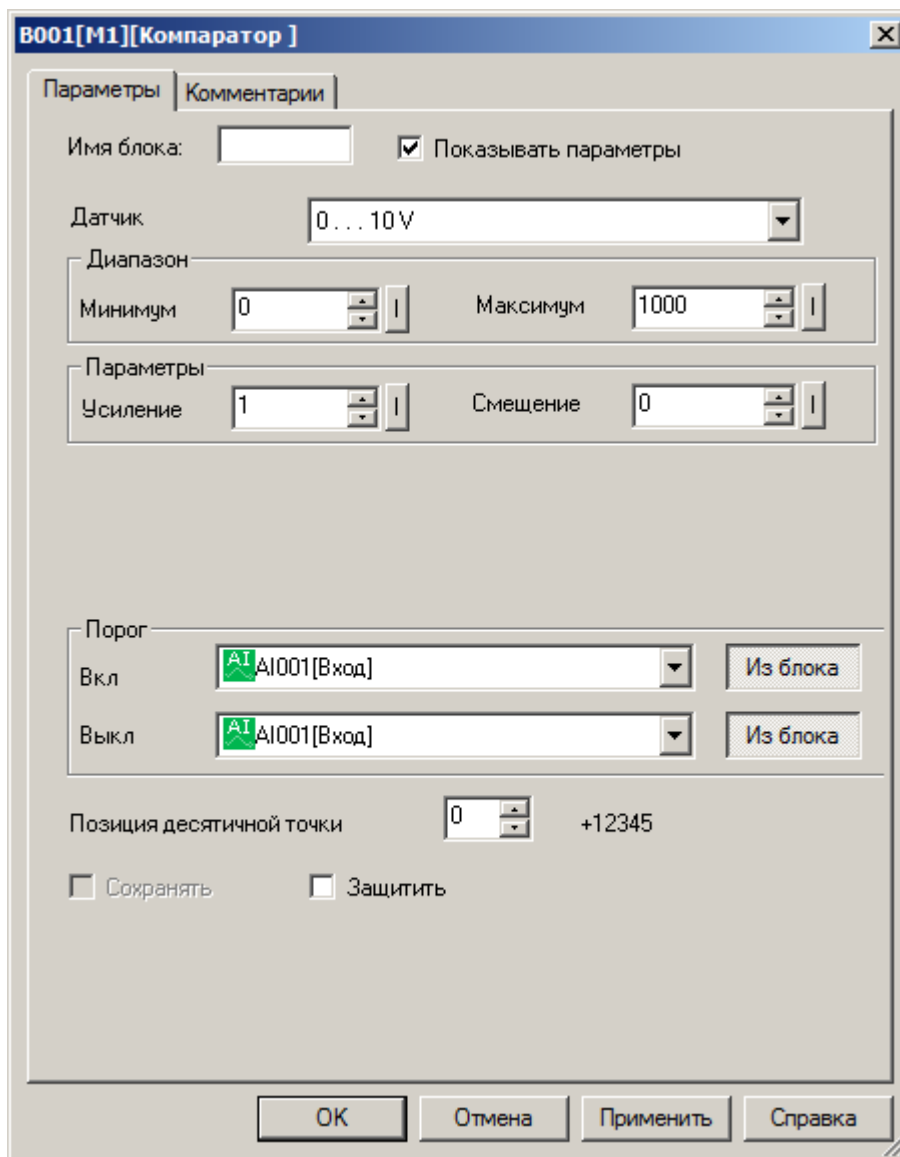 B001[M1][Компаратор ]
Параметры Комментарии
Имя блока: Показывать параметры
Датчик 0 . . . 10 V
Диапазон
Минимум 0 Максимум 1000
Параметры
Усиление 1 Смещение 0
Порог
Вкл AI AI001[Вход] Из блока
Выкл AI AI001[Вход] Из блока
Позиция десятичной точки 0 +12345
Сохранять Защитить
OK Отмена Применить Справка